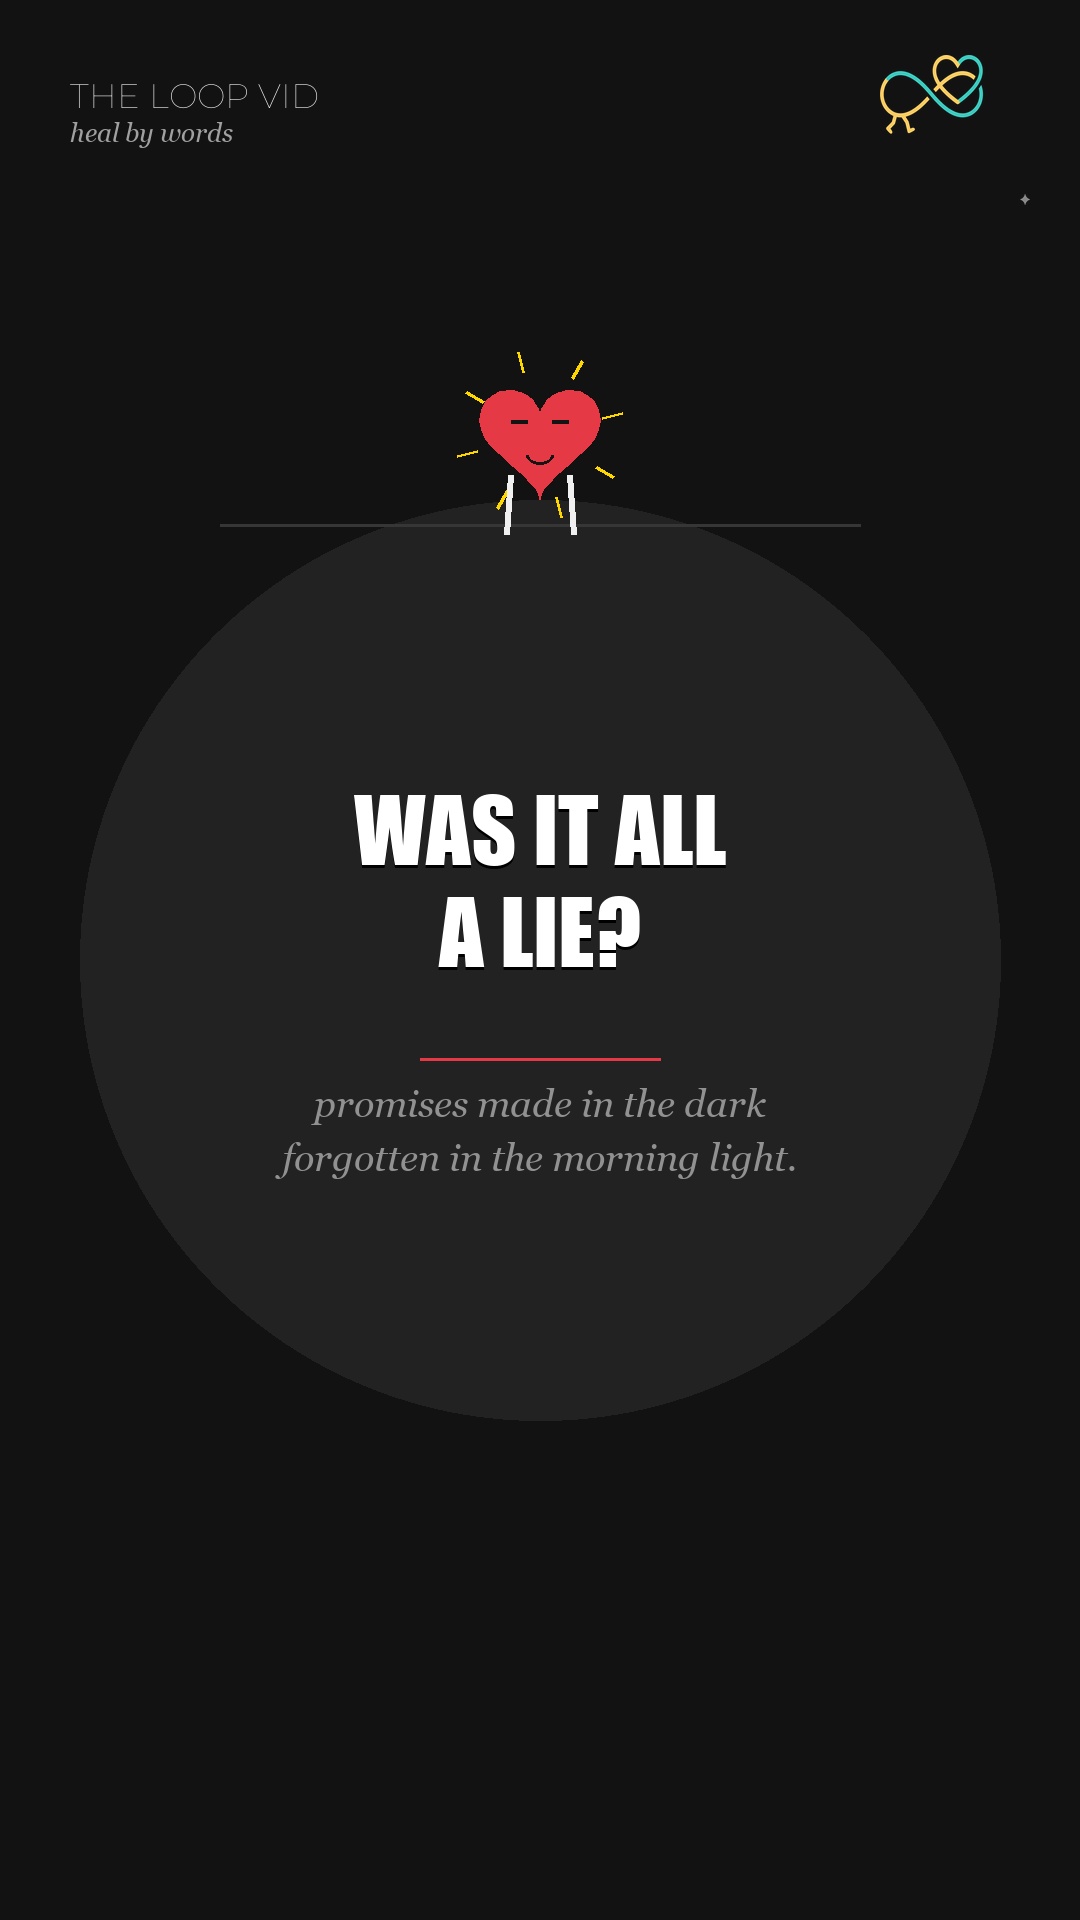 THE LOOP VID
heal by words
WAS IT ALL
A LIE?
promises made in the dark
forgotten in the morning light.